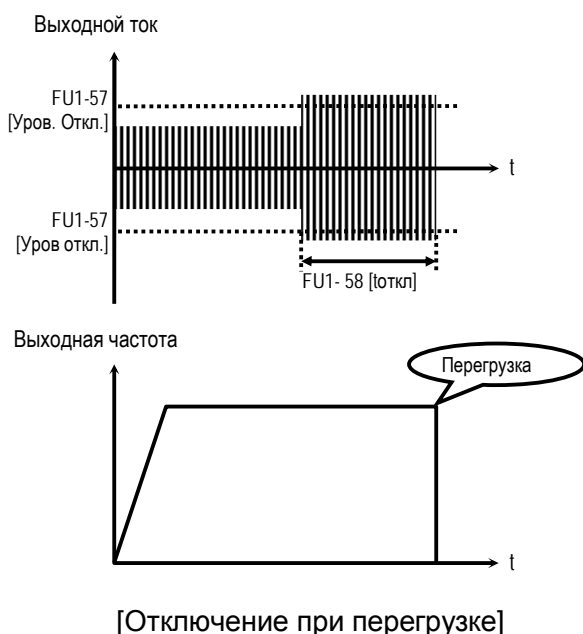 Выходной ток
FU1-57
[Уров. Откл.]
t
FU1-57
[Уров откл.]
FU1- 58 [tоткл]
Выходная частота
Перегрузка
t
[Отключение при перегрузке]